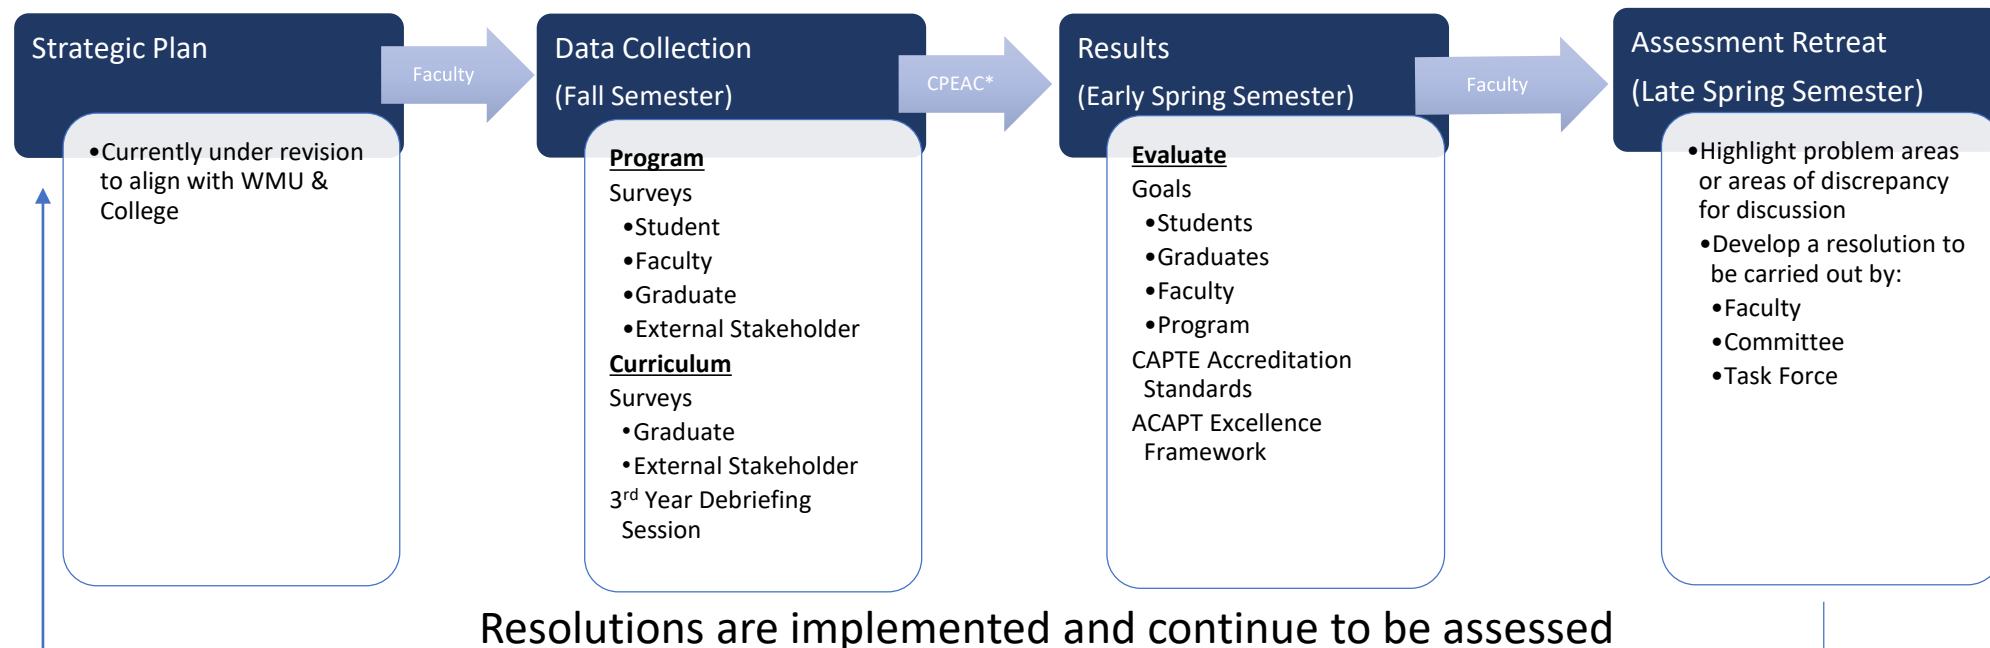 Strategic Plan
•Currently under revision
to align with WMU &
College
Faculty
Data Collection
(Fall Semester)
Program
Surveys
•Student
•Faculty
•Graduate
•External Stakeholder
Curriculum
Surveys
•Graduate
•External Stakeholder
3rd Year Debriefing
Session
CPEAC*
Results
(Early Spring Semester)
Evaluate
Goals
•Students
•Graduates
•Faculty
•Program
CAPTE Accreditation
Standards
ACAPT Excellence
Framework
Faculty
Assessment Retreat
(Late Spring Semester)
•Highlight problem areas
or areas of discrepancy
for discussion
•Develop a resolution to
be carried out by:
•Faculty
•Committee
•Task Force
Resolutions are implemented and continue to be assessed